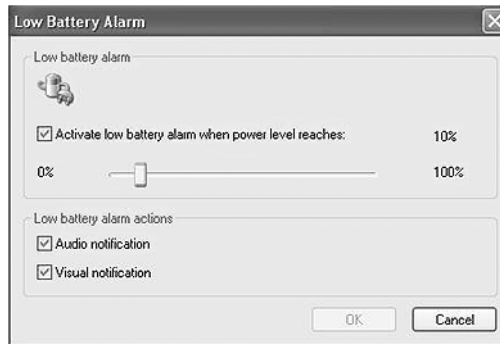 Low Battery Alarm
Low battery alarm
Activate low battery alarm when power level reaches: 10%
0% 100%
Low battery alarm actions
Audio notification
Visual notification
OK Cancel